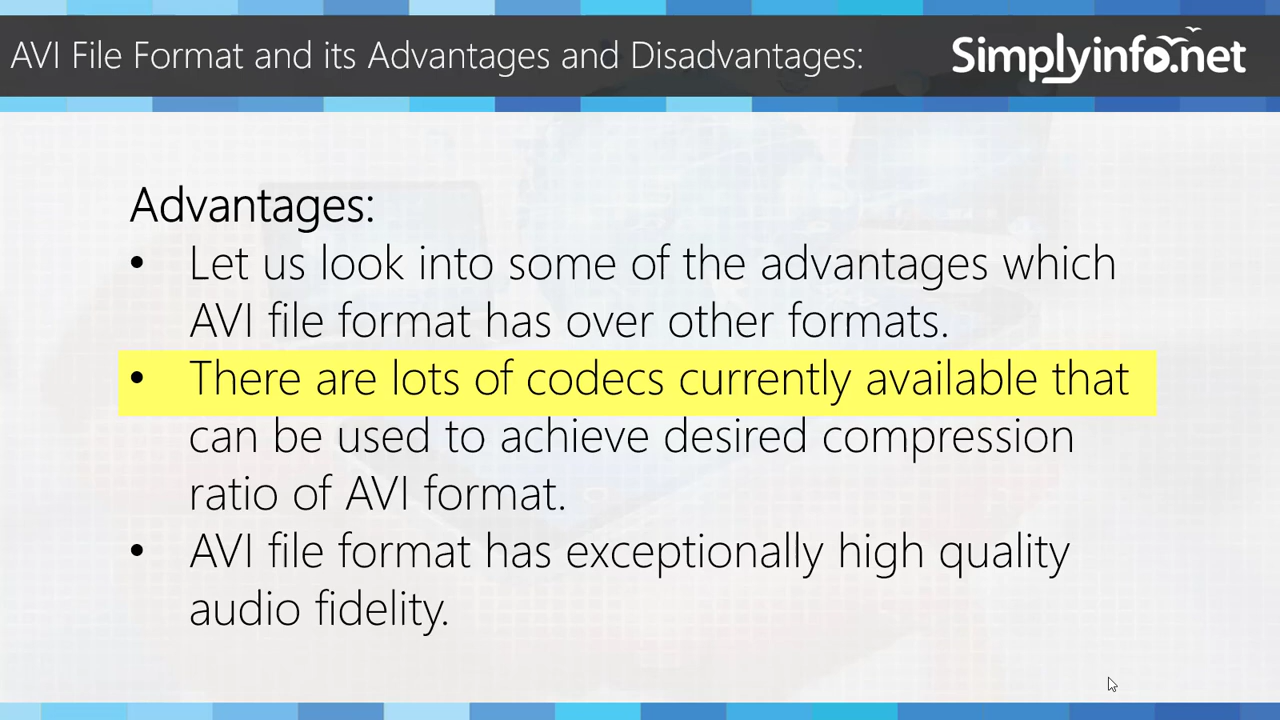 AVI File Format and its Advantages and Disadvantages:
Simplyinfo.net
Advantages:
• Let us look into some of the advantages which
AVI file format has over other formats.
• There are lots of codecs currently available that
can be used to achieve desired compression
ratio of AVI format.
• AVI file format has exceptionally high quality
audio fidelity.